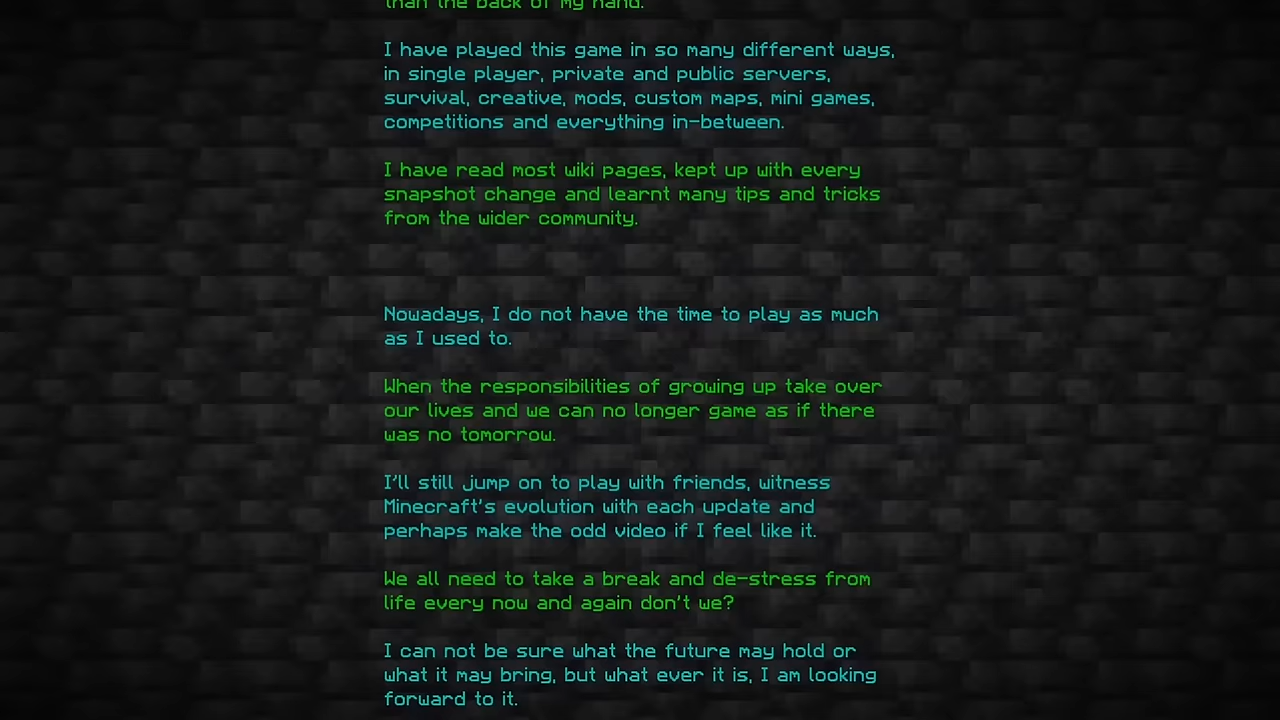 than the back of my hand.
I have played this game in so many different ways,
in single player, private and public servers,
survival, creative, mods, custom maps, mini games,
competitions and everything in-between.
I have read most wiki pages, kept up with every
snapshot change and learnt many tips and tricks
from the wider community.
Nowadays, I do not have the time to play as much
as I used to.
When the responsibilities of growing up take over
our lives and we can no longer game as if there
was no tomorrow.
I'll still jump on to play with friends, witness
Minecraft's evolution with each update and
perhaps make the odd video if I feel like it.
We all need to take a break and de-stress from
life every now and again don't we?
I can not be sure what the future may hold or
what it may bring, but what ever it is, I am looking
forward to it.